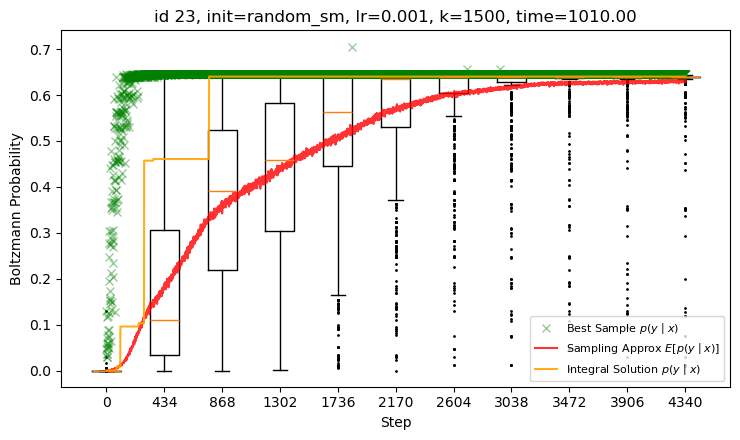 id 23, init=random_sm, lr=0.001, k=1500, time=1010.00
Boltzmann Probability
0.7
0.6
0.5
0.4
0.3
0.2
0.1
0.0
Best Sample p(y | x)
Sampling Approx E[p(y | x)]
Integral Solution p(y | x)
0 434 868 1302 1736 2170 2604 3038 3472 3906 4340
Step